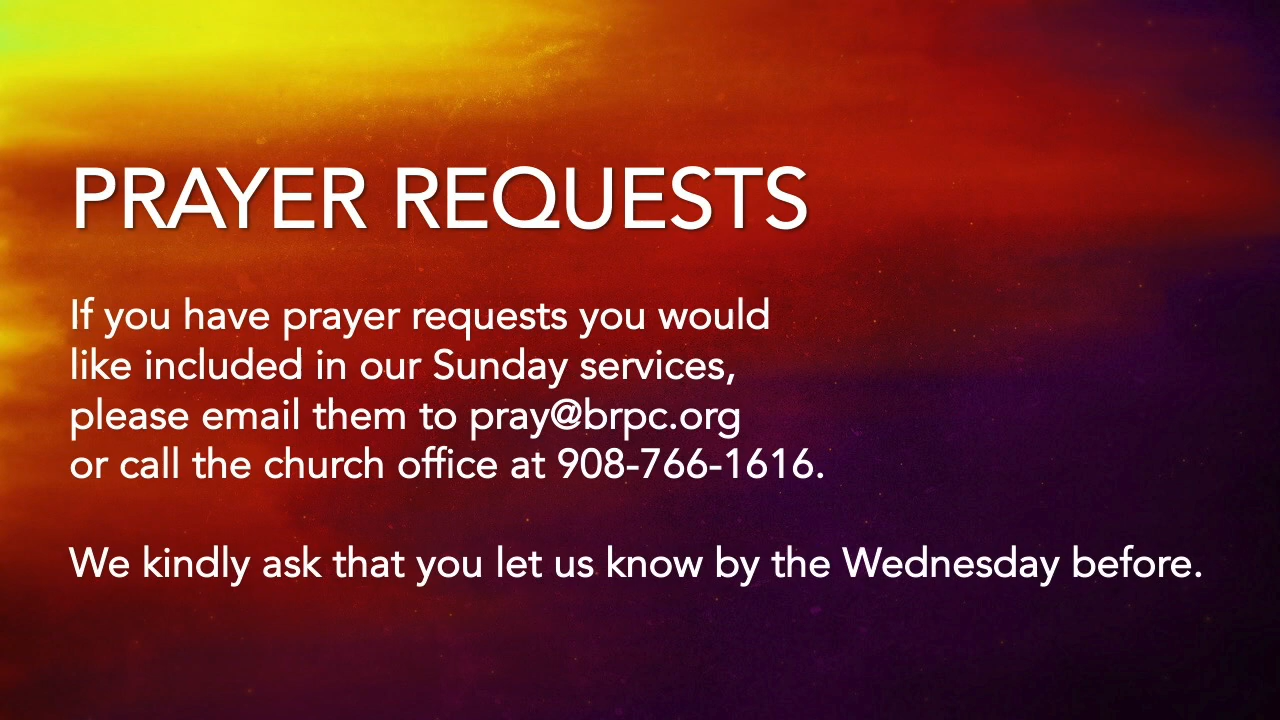 PRAYER REQUESTS
If you have prayer requests you would
like included in our Sunday services,
please email them to pray@brpc.org
or call the church office at 908-766-1616.
We kindly ask that you let us know by the Wednesday before.